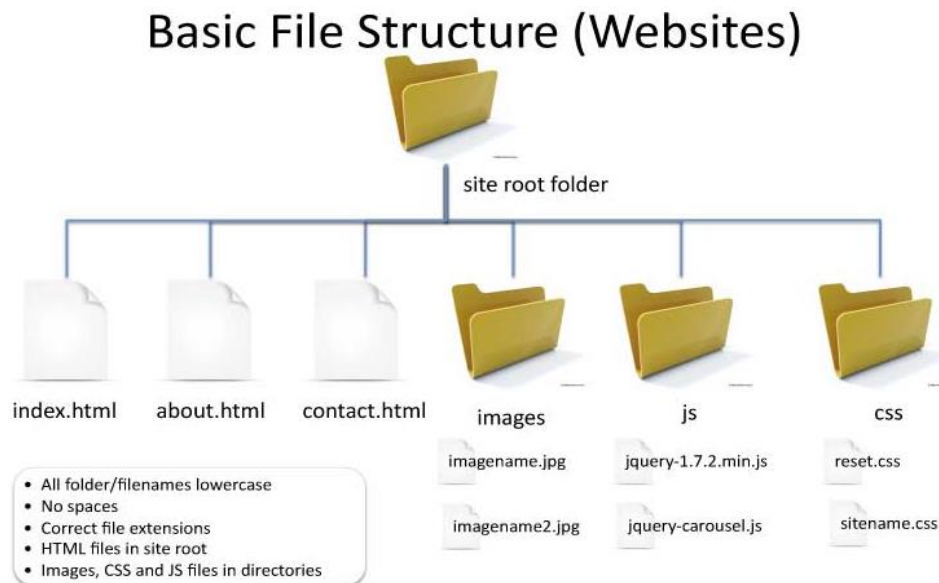 Basic File Structure (Websites)
site root folder
index.html
about.html
contact.html
images
js
css
imagename.jpg
jquery-1.7.2.min.js
reset.css
imagename2.jpg
jquery-carousel.js
sitename.css
• All folder/filenames lowercase
• No spaces
• Correct file extensions
• HTML files in site root
• Images, CSS and JS files in directories